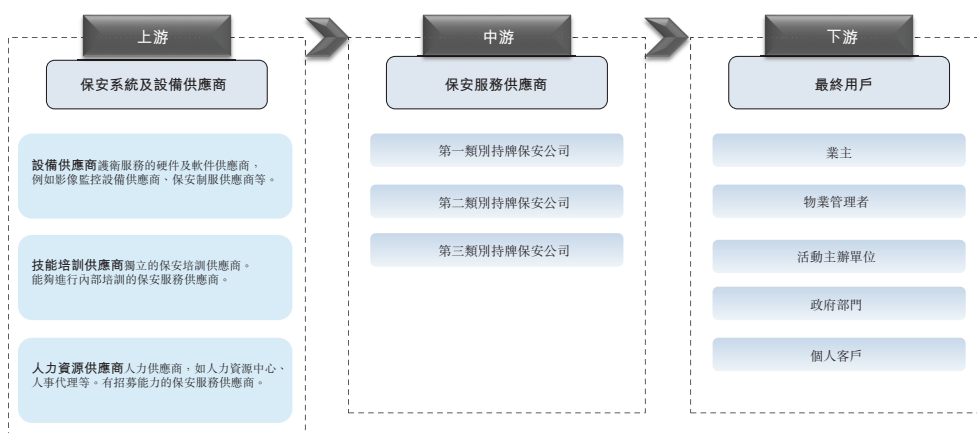 上游
保安系統及設備供應商
設備供應商護衛服務的硬件及軟件供應商，
例如影像監控設備供應商、保安制服供應商等。
技能培訓供應商獨立的保安培訓供應商。
能夠進行內部培訓的保安服務供應商。
人力資源供應商人力供應商，如人力資源中心、
人事代理等。有招募能力的保安服務供應商。
中游
保安服務供應商
第一類別持牌保安公司
第二類別持牌保安公司
第三類別持牌保安公司
下游
最終用戶
業主
物業管理者
活動主辦單位
政府部門
個人客戶